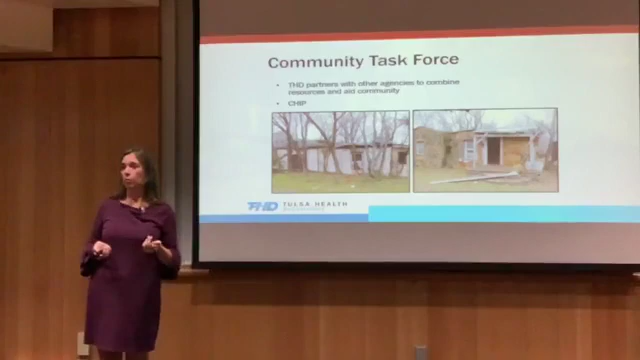 Community Task Force
• THD partners with other agencies to combine
resources and aid community
• CHIP
THD TULSA HEALTH